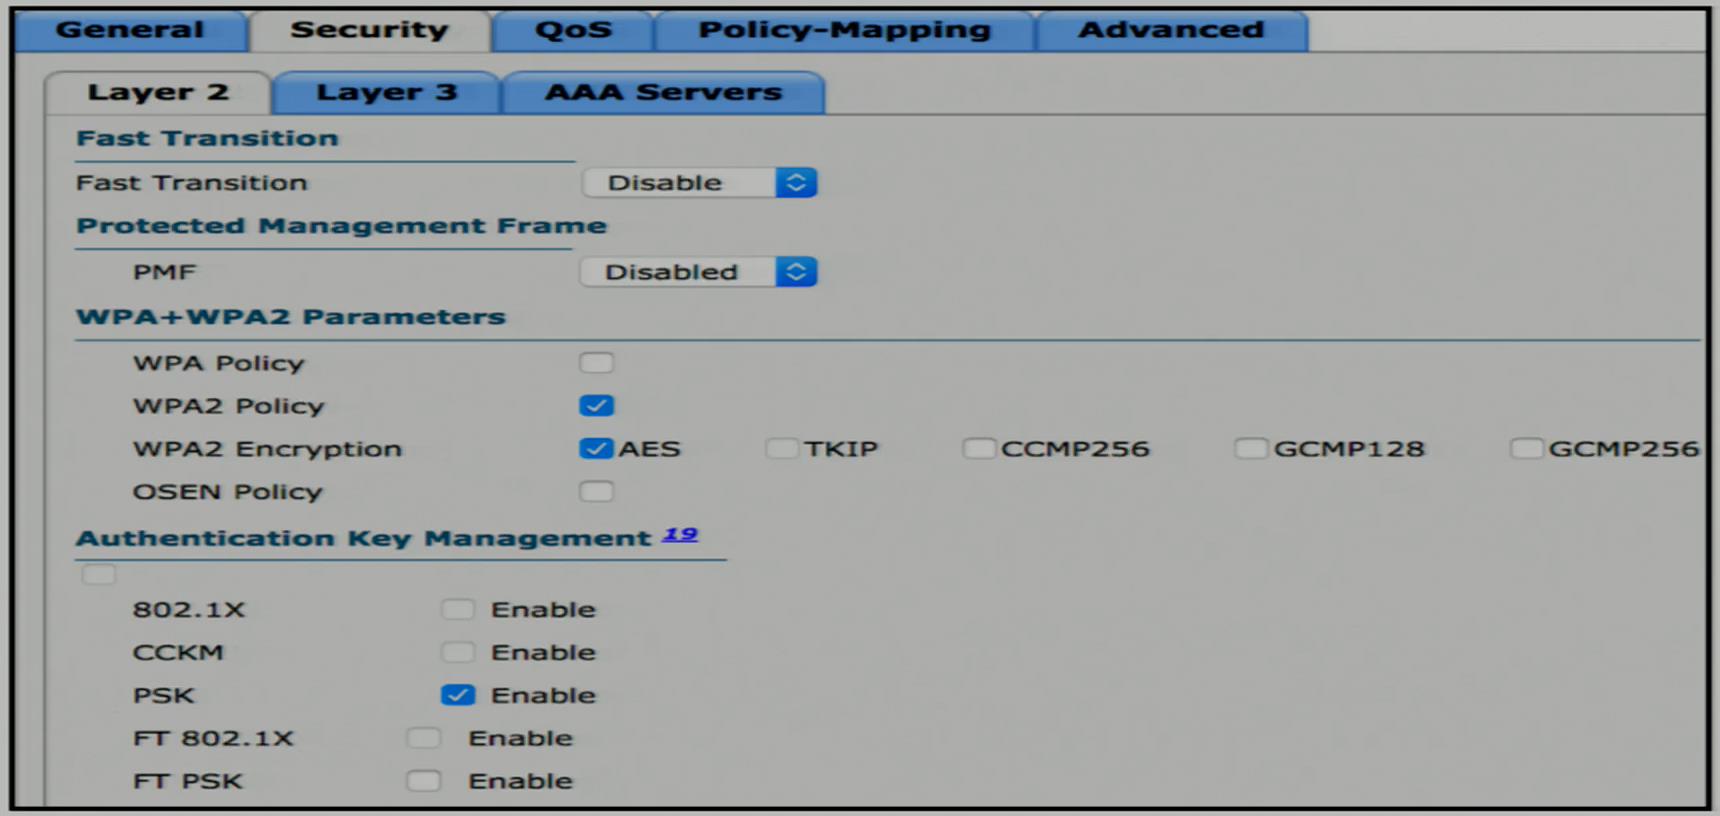 General Security QoS Policy-Mapping Advanced
Layer 2 Layer 3 AAA Servers
Fast Transition
Fast Transition Disable
Protected Management Frame
PMF Disabled
WPA+WPA2 Parameters
WPA Policy
WPA2 Policy
WPA2 Encryption AES TKIP CCMP256 GCMP128 GCMP256
OSEN Policy
Authentication Key Management 19
802.1X Enable
CCKM Enable
PSK Enable
FT 802.1X Enable
FT PSK Enable